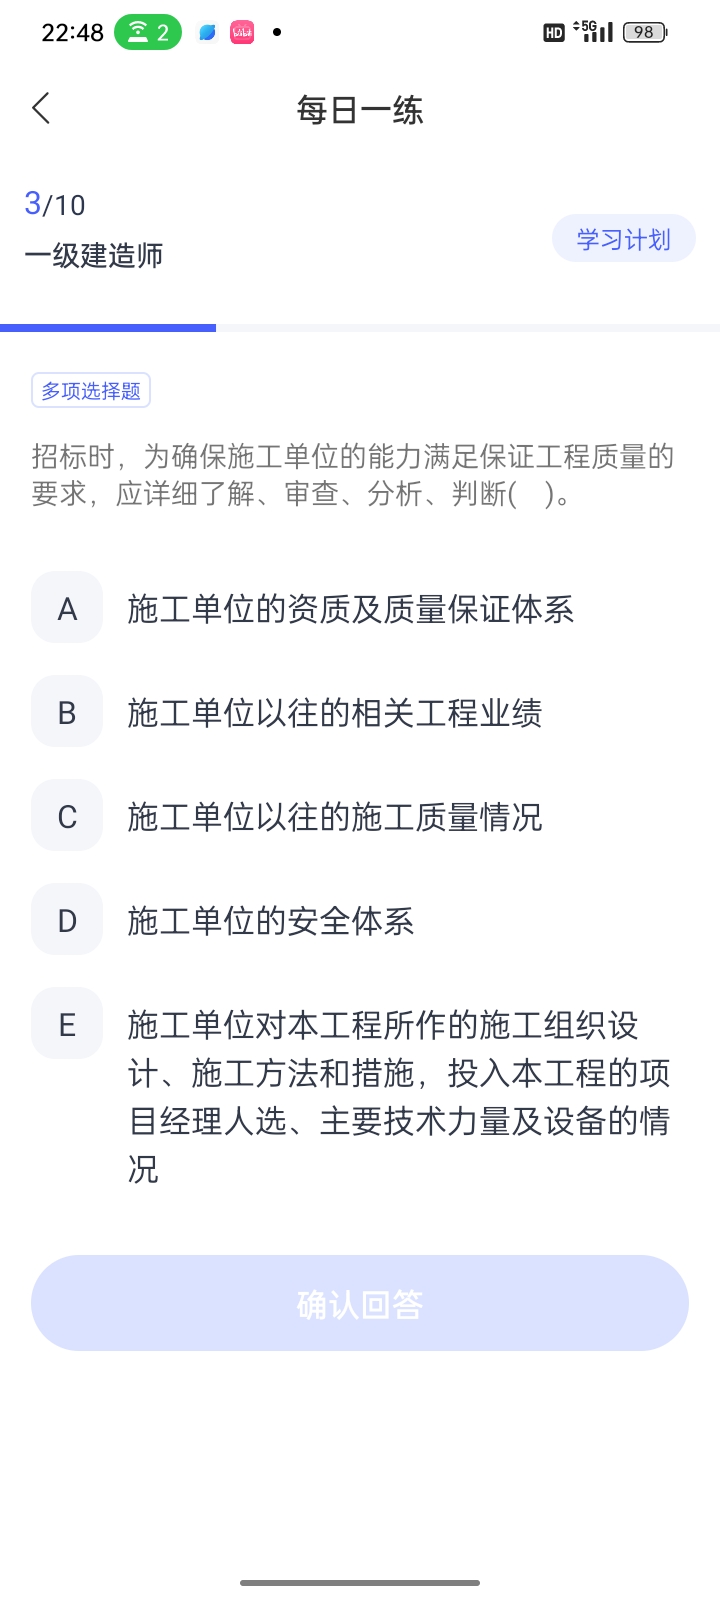 22:48
2
HD
5G
98
每日一练
3/10
一级建造师
学习计划
多项选择题
招标时，为确保施工单位的能力满足保证工程质量的
要求，应详细了解、审查、分析、判断(　)。
A 施工单位的资质及质量保证体系
B 施工单位以往的相关工程业绩
C 施工单位以往的施工质量情况
D 施工单位的安全体系
E 施工单位对本工程所作的施工组织设
计、施工方法和措施，投入本工程的项
目经理人选、主要技术力量及设备的情
况
确认回答